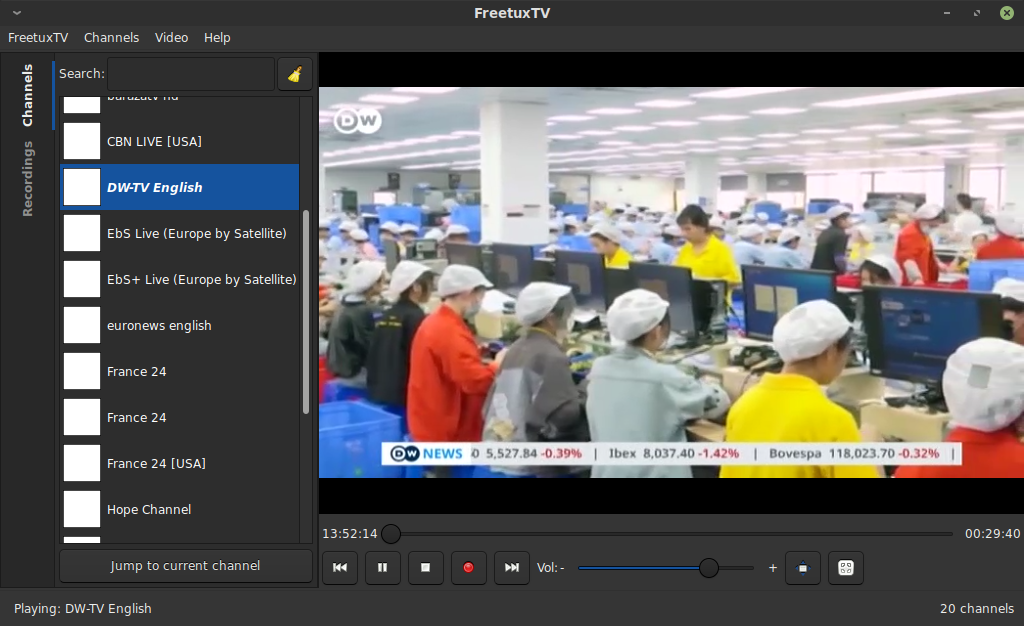 FreetuxTV
FreetuxTV Channels Video Help
Channels
Recordings
Search:
barazatv hd
CBN LIVE [USA]
DW-TV English
EbS Live (Europe by Satellite)
EbS+ Live (Europe by Satellite)
euronews english
France 24
France 24
France 24 [USA]
Hope Channel
Jump to current channel
DW
DW NEWS 0 5,527.84 -0.39% | Ibex 8,037.40 -1.42% | Bovespa 118,023.70 -0.32% |
13:52:14 00:29:40
Vol: - +
Playing: DW-TV English 20 channels